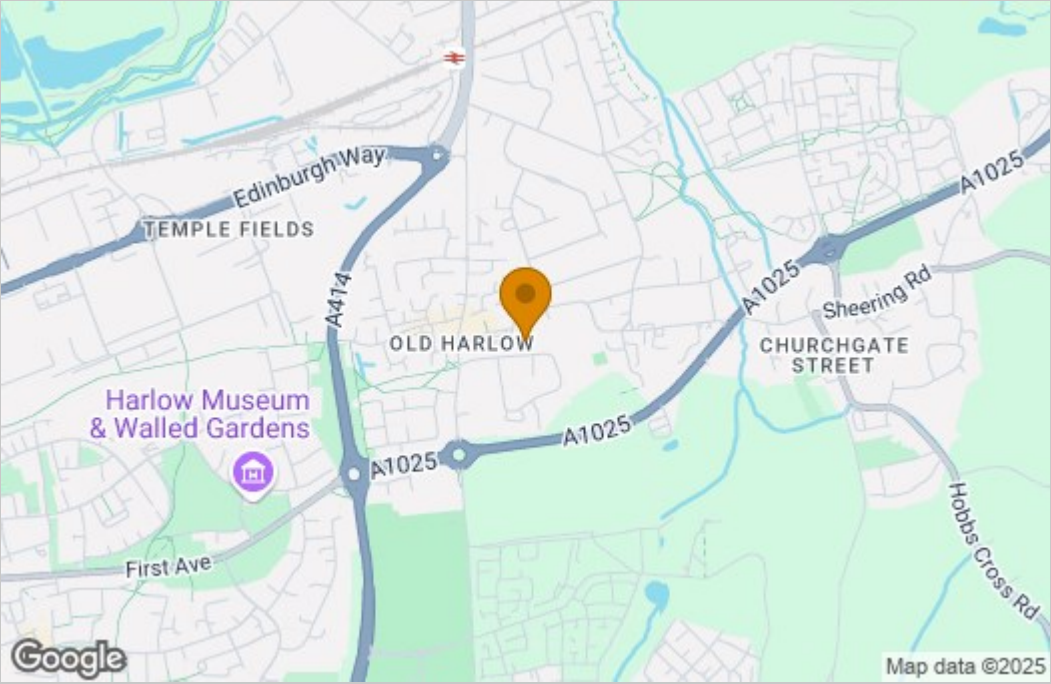 Edinburgh Way
TEMPLE FIELDS
A1025
A414
A1025
Sheering Rd
OLD HARLOW
CHURCHGATE
STREET
Harlow Museum
& Walled Gardens
A1025
A1025
First Ave
Hobbs Cross Rd
Google
Map data ©2025